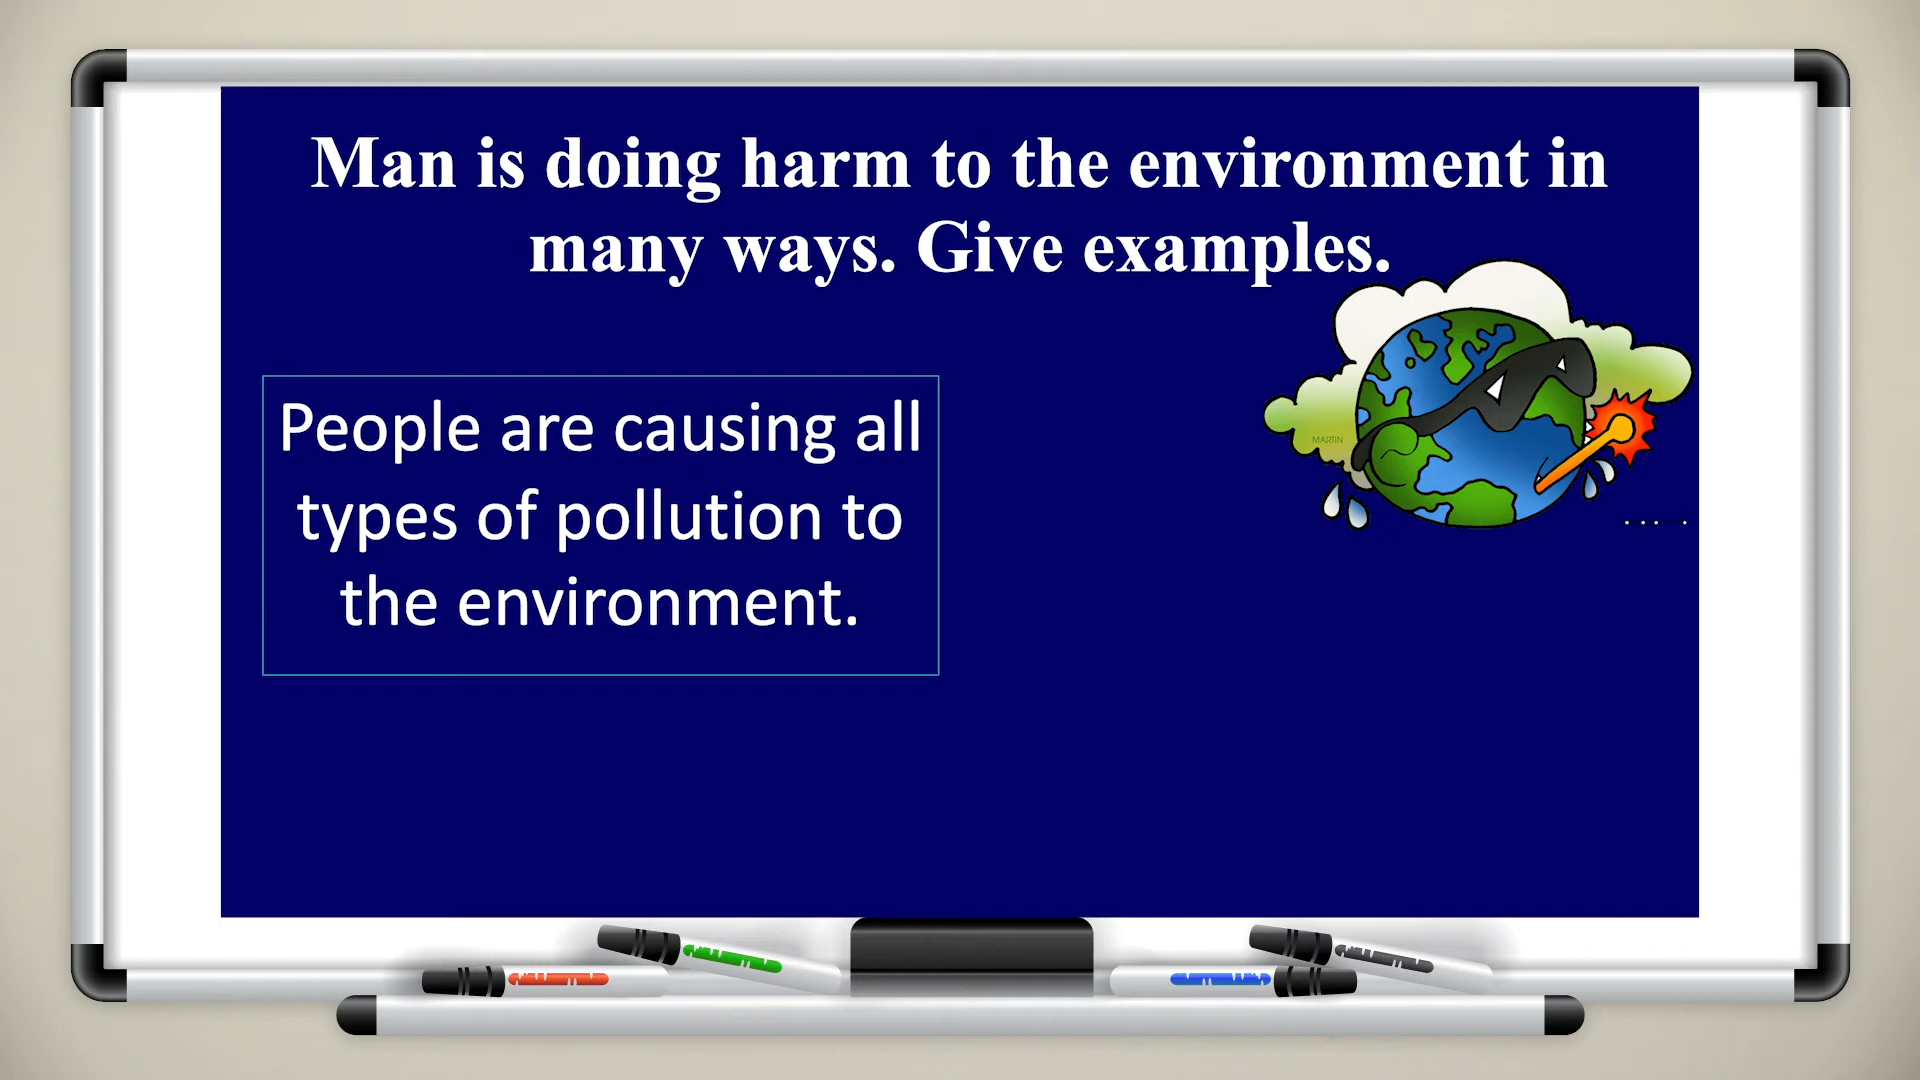 Man is doing harm to the environment in
many ways. Give examples.
People are causing all
types of pollution to
the environment.
MARTIN